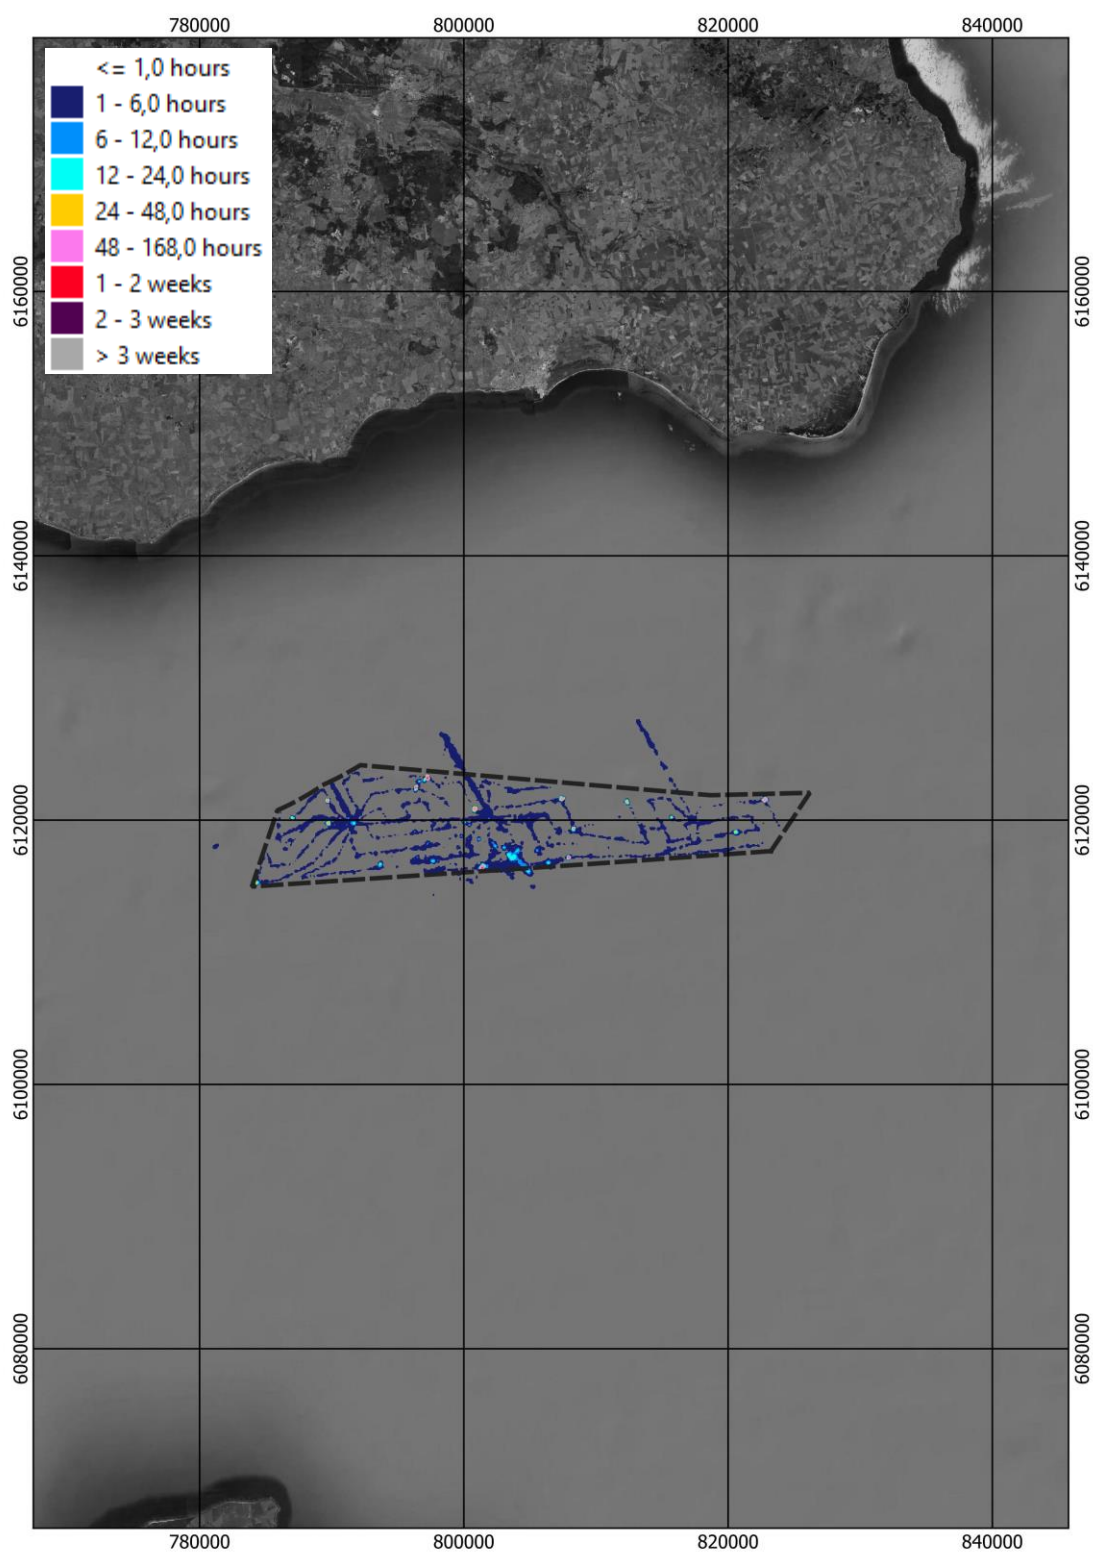 780000 800000 820000 840000
<= 1,0 hours
1 - 6,0 hours
6 - 12,0 hours
12 - 24,0 hours
24 - 48,0 hours
48 - 168,0 hours
1 - 2 weeks
2 - 3 weeks
> 3 weeks
6160000 6160000
6140000 6140000
6120000 6120000
6100000 6100000
6080000 6080000
780000 800000 820000 840000